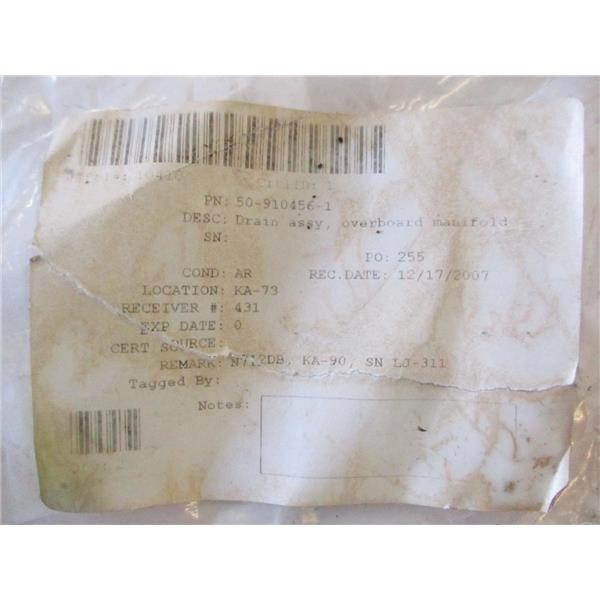 PN: 50-910456-1
DESC: Drain assy, overboard manifold
SN:
PO: 255
COND: AR REC.DATE: 12/17/2007
LOCATION: KA-73
RECEIVER #: 431
EXP DATE: 0
CERT SOURCE:
REMARK: N712DB, KA-90, SN LJ-311
Tagged By:
Notes: